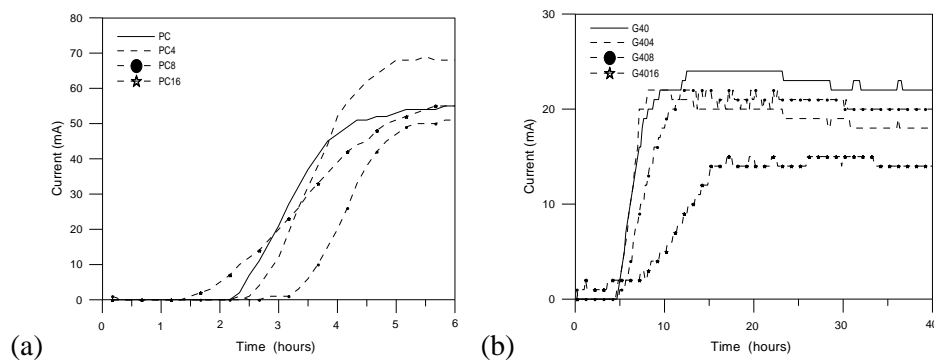 80
70
60
50
40
30
20
10
0
Current (mA)
PC
PC4
PC8
PC16
0 1 2 3 4 5 6
Time (hours)
(a)
30
20
10
0
Current (mA)
G40
G404
G408
G4016
0 10 20 30 40
Time (hours)
(b)